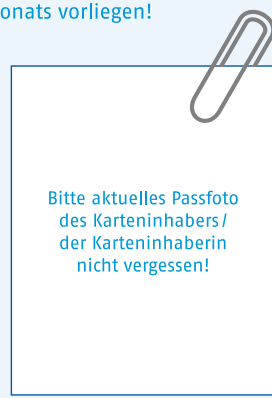 onats vorliegen!
Bitte aktuelles Passfoto
des Karteninhabers/
der Karteninhaberin
nicht vergessen!